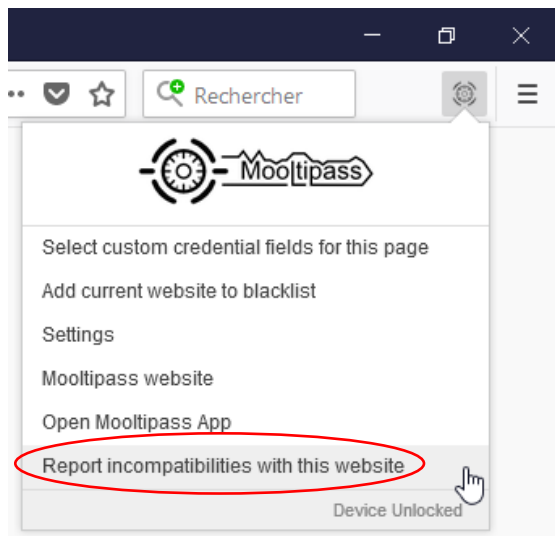 Rechercher
Mooltipass
Select custom credential fields for this page
Add current website to blacklist
Settings
Mooltipass website
Open Mooltipass App
Report incompatibilities with this website
Device Unlocked